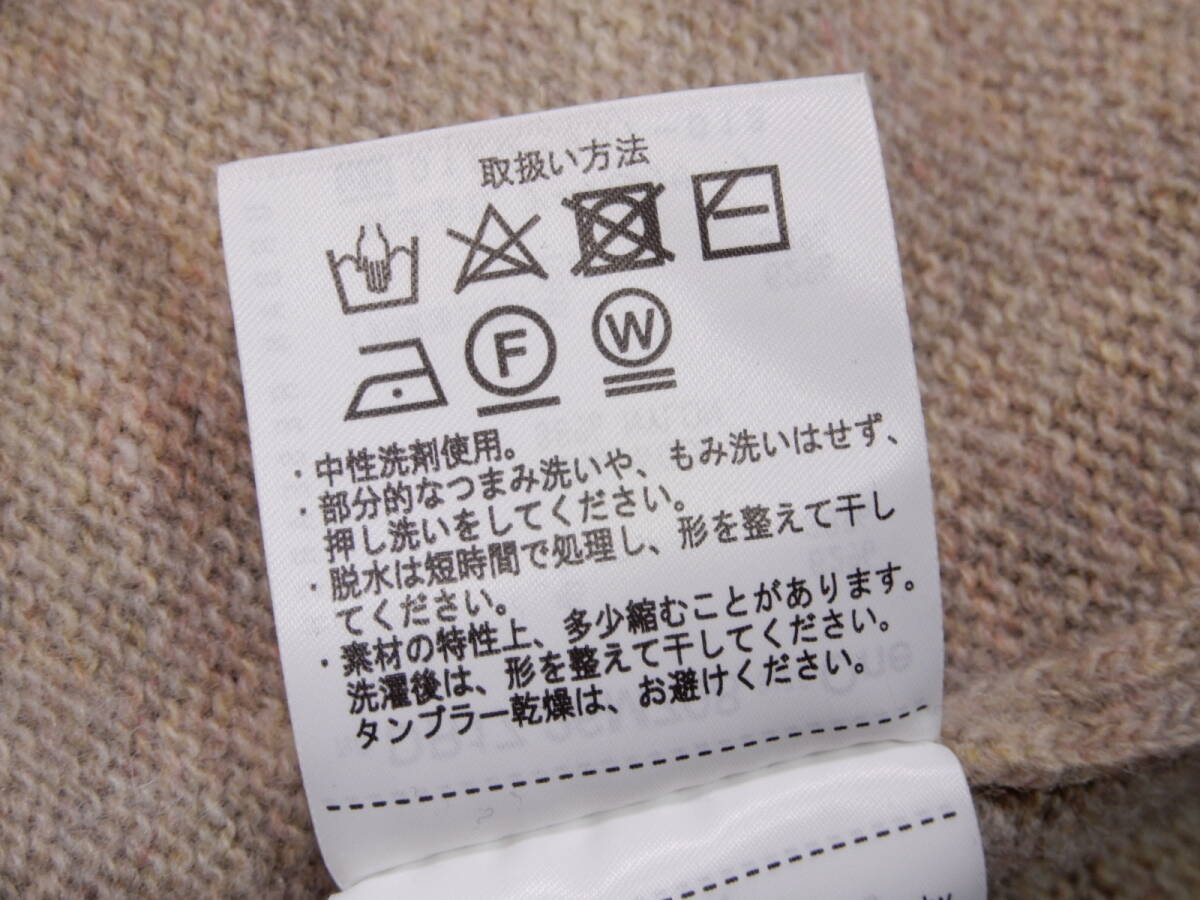 取扱い方法
F W
・中性洗剤使用。
・部分的なつまみ洗いや、もみ洗いはせず、
押し洗いをしてください。
・脱水は短時間で処理し、形を整えて干し
てください。
・素材の特性上、多少縮むことがあります。
洗濯後は、形を整えて干してください。
タンブラー乾燥は、お避けください。